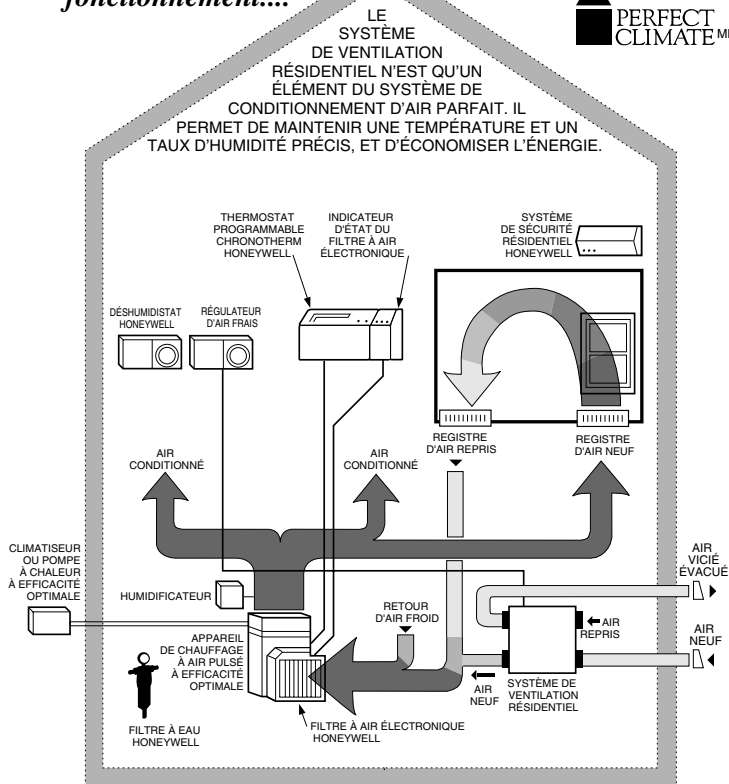 fonctionnement....
PERFECT
CLIMATE
LE
SYSTÈME
DE VENTILATION
RÉSIDENTIEL N'EST QU'UN
ÉLÉMENT DU SYSTÈME DE
CONDITIONNEMENT D'AIR PARFAIT. IL
PERMET DE MAINTENIR UNE TEMPÉRATURE ET UN
TAUX D'HUMIDITÉ PRÉCIS, ET D'ÉCONOMISER L'ÉNERGIE.
THERMOSTAT
PROGRAMMABLE
CHRONOTHERM
HONEYWELL
INDICATEUR
D'ÉTAT DU
FILTRE À AIR
ÉLECTRONIQUE
SYSTÈME
DE SÉCURITÉ
RÉSIDENTIEL
HONEYWELL
DÉSHUMIDISTAT
HONEYWELL
RÉGULATEUR
D'AIR FRAIS
REGISTRE
D'AIR REPRIS
REGISTRE
D'AIR NEUF
AIR
CONDITIONNÉ
AIR
CONDITIONNÉ
CLIMATISEUR
OU POMPE
À CHALEUR
À EFFICACITÉ
OPTIMALE
HUMIDIFICATEUR
AIR
VICIÉ
ÉVACUÉ
RETOUR
D'AIR FROID
AIR
REPRIS
AIR
NEUF
APPAREIL
DE CHAUFFAGE
À AIR PULSÉ
À EFFICACITÉ
OPTIMALE
AIR
NEUF
SYSTÈME DE
VENTILATION
RÉSIDENTIEL
FILTRE À EAU
HONEYWELL
FILTRE À AIR ÉLECTRONIQUE
HONEYWELL